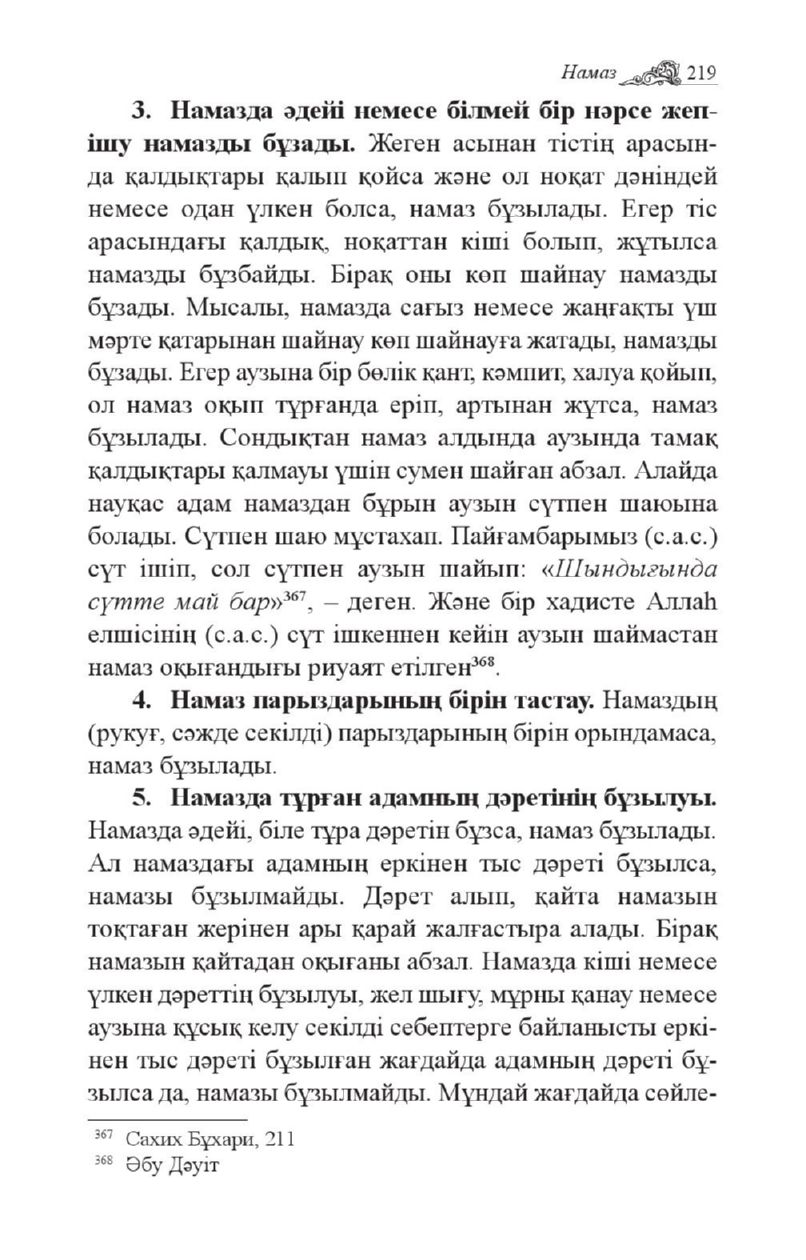 Намаз 219
3. Намазда әдейі немесе білмей бір нәрсе жеп-
ішу намазды бұзады. Жеген асынан тістің арасын-
да қалдықтары қалып қойса және ол ноқат дәніндей
немесе одан үлкен болса, намаз бұзылады. Егер тіс
арасындағы қалдық, ноқаттан кіші болып, жұтылса
намазды бұзбайды. Бірақ оны көп шайнау намазды
бұзады. Мысалы, намазда сағыз немесе жаңғақты үш
мәрте қатарынан шайнау көп шайнауға жатады, намазды
бұзады. Егер аузына бір бөлік қант, кәмпит, халуа қойып,
ол намаз оқып тұрғанда еріп, артынан жұтса, намаз
бұзылады. Сондықтан намаз алдында аузында тамақ
қалдықтары қалмауы үшін сумен шайған абзал. Алайда
науқас адам намаздан бұрын аузын сүтпен шаюына
болады. Сүтпен шаю мұстахап. Пайғамбарымыз (с.а.с.)
сүт ішіп, сол сүтпен аузын шайып: «Шындығында
сүтте май бар»³⁶⁷, – деген. Және бір хадисте Аллаһ
елшісінің (с.а.с.) сүт ішкеннен кейін аузын шаймастан
намаз оқығандығы риуаят етілген³⁶⁸.
4. Намаз парыздарының бірін тастау. Намаздың
(рукуғ, сәжде секілді) парыздарының бірін орындамаса,
намаз бұзылады.
5. Намазда тұрған адамның дәретінің бұзылуы.
Намазда әдейі, біле тұра дәретін бұзса, намаз бұзылады.
Ал намаздағы адамның еркінен тыс дәреті бұзылса,
намазы бұзылмайды. Дәрет алып, қайта намазын
тоқтаған жерінен ары қарай жалғастыра алады. Бірақ
намазын қайтадан оқығаны абзал. Намазда кіші немесе
үлкен дәреттің бұзылуы, жел шығу, мұрны қанау немесе
аузына құсық келу секілді себептерге байланысты еркі-
нен тыс дәреті бұзылған жағдайда адамның дәреті бұ-
зылса да, намазы бұзылмайды. Мұндай жағдайда сөйле-
³⁶⁷ Сахих Бұхари, 211
³⁶⁸ Әбу Дәуіт